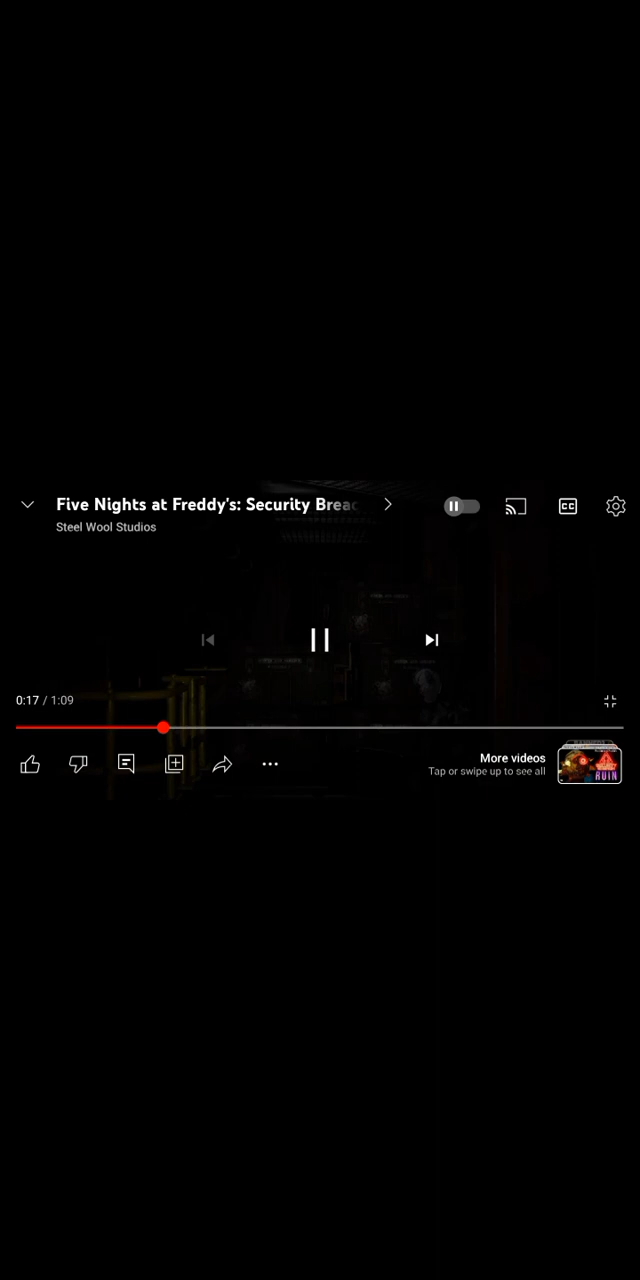 Five Nights at Freddy's: Security Breac
Steel Wool Studios
CC
0:17 / 1:09
More videos
Tap or swipe up to see all
RUIN